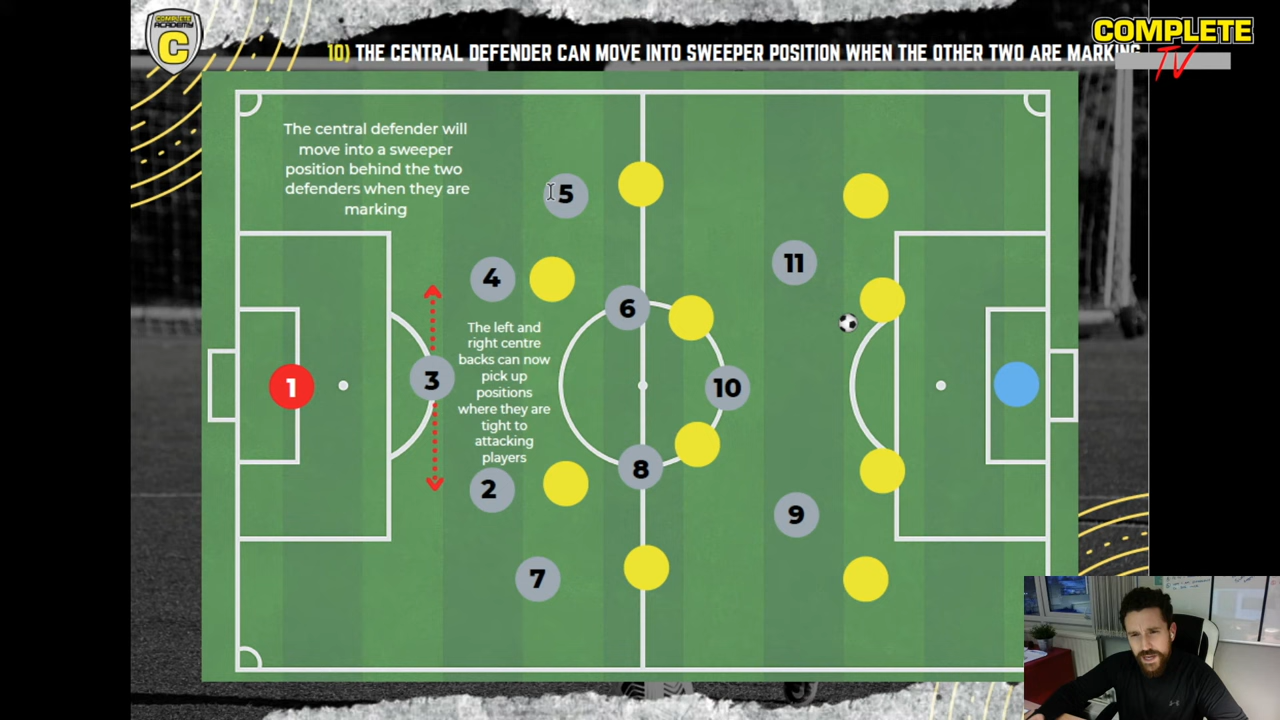 COMPLETE
ACADEMY
C
10) THE CENTRAL DEFENDER CAN MOVE INTO SWEEPER POSITION WHEN THE OTHER TWO ARE MARKING
COMPLETE
TV
The central defender will
move into a sweeper
position behind the two
defenders when they are
marking
5
11
4
6
The left and
right centre
backs can now
pick up
positions
where they are
tight to
attacking
players
1
3
10
8
2
9
7